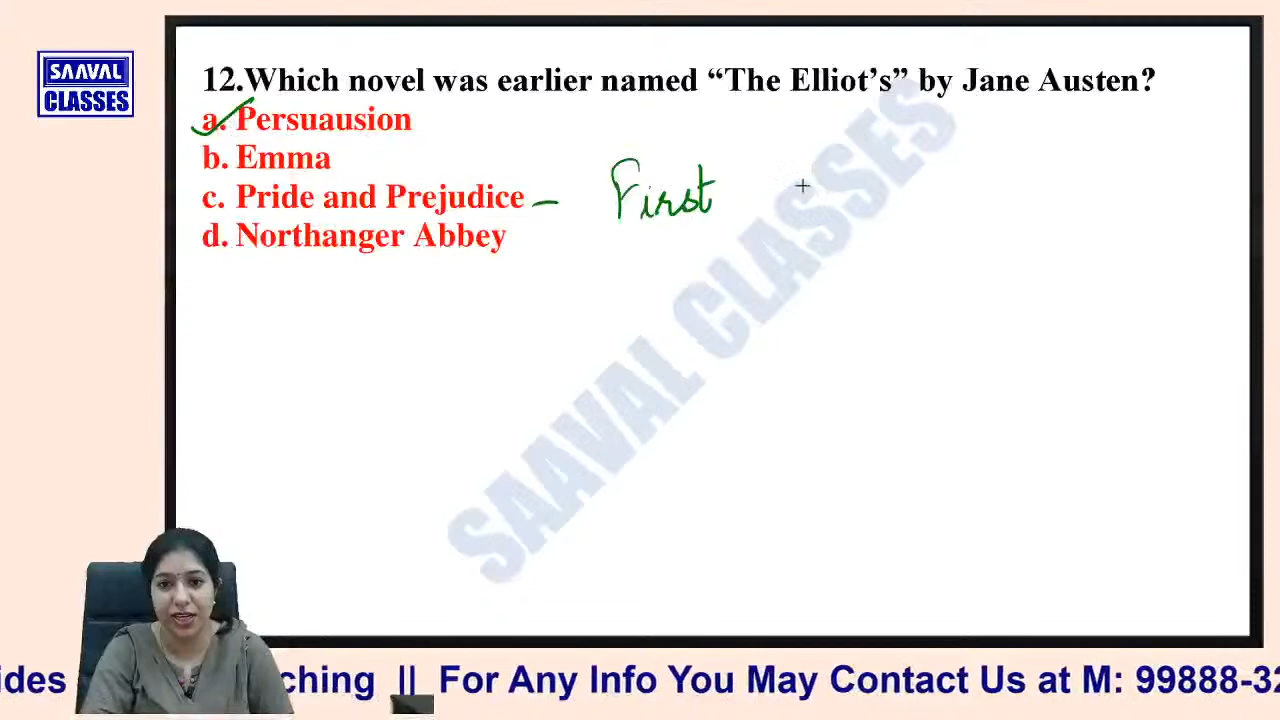 SAAVAL
CLASSES
12.Which novel was earlier named “The Elliot’s” by Jane Austen?
a. Persuausion
b. Emma
c. Pride and Prejudice – First
d. Northanger Abbey
SAAVAL CLASSES
ides ching || For Any Info You May Contact Us at M: 99888-32